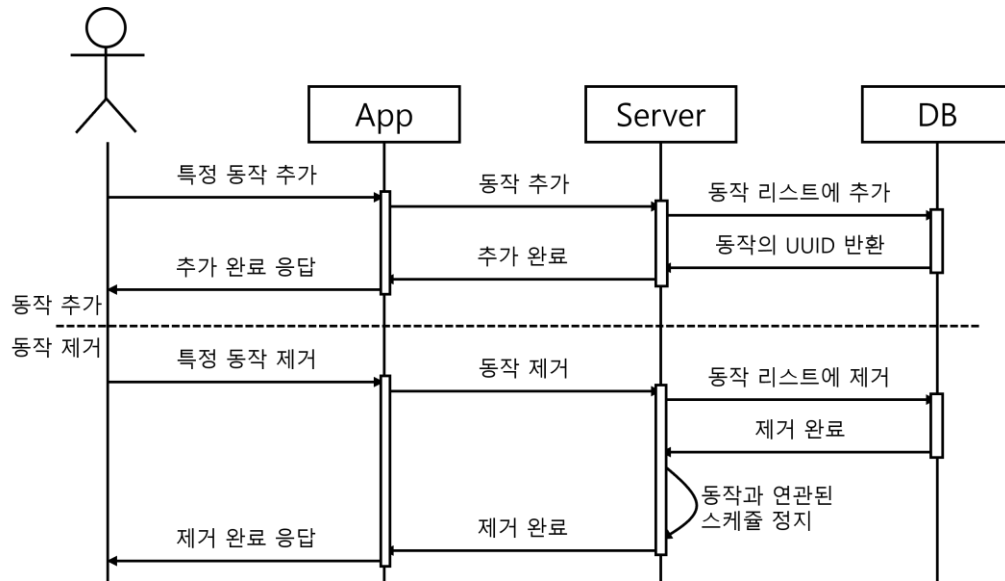 App
Server
DB
특정 동작 추가
동작 추가
동작 리스트에 추가
동작의 UUID 반환
추가 완료
추가 완료 응답
동작 추가
동작 제거
특정 동작 제거
동작 제거
동작 리스트에 제거
제거 완료
동작과 연관된
스케쥴 정지
제거 완료
제거 완료 응답